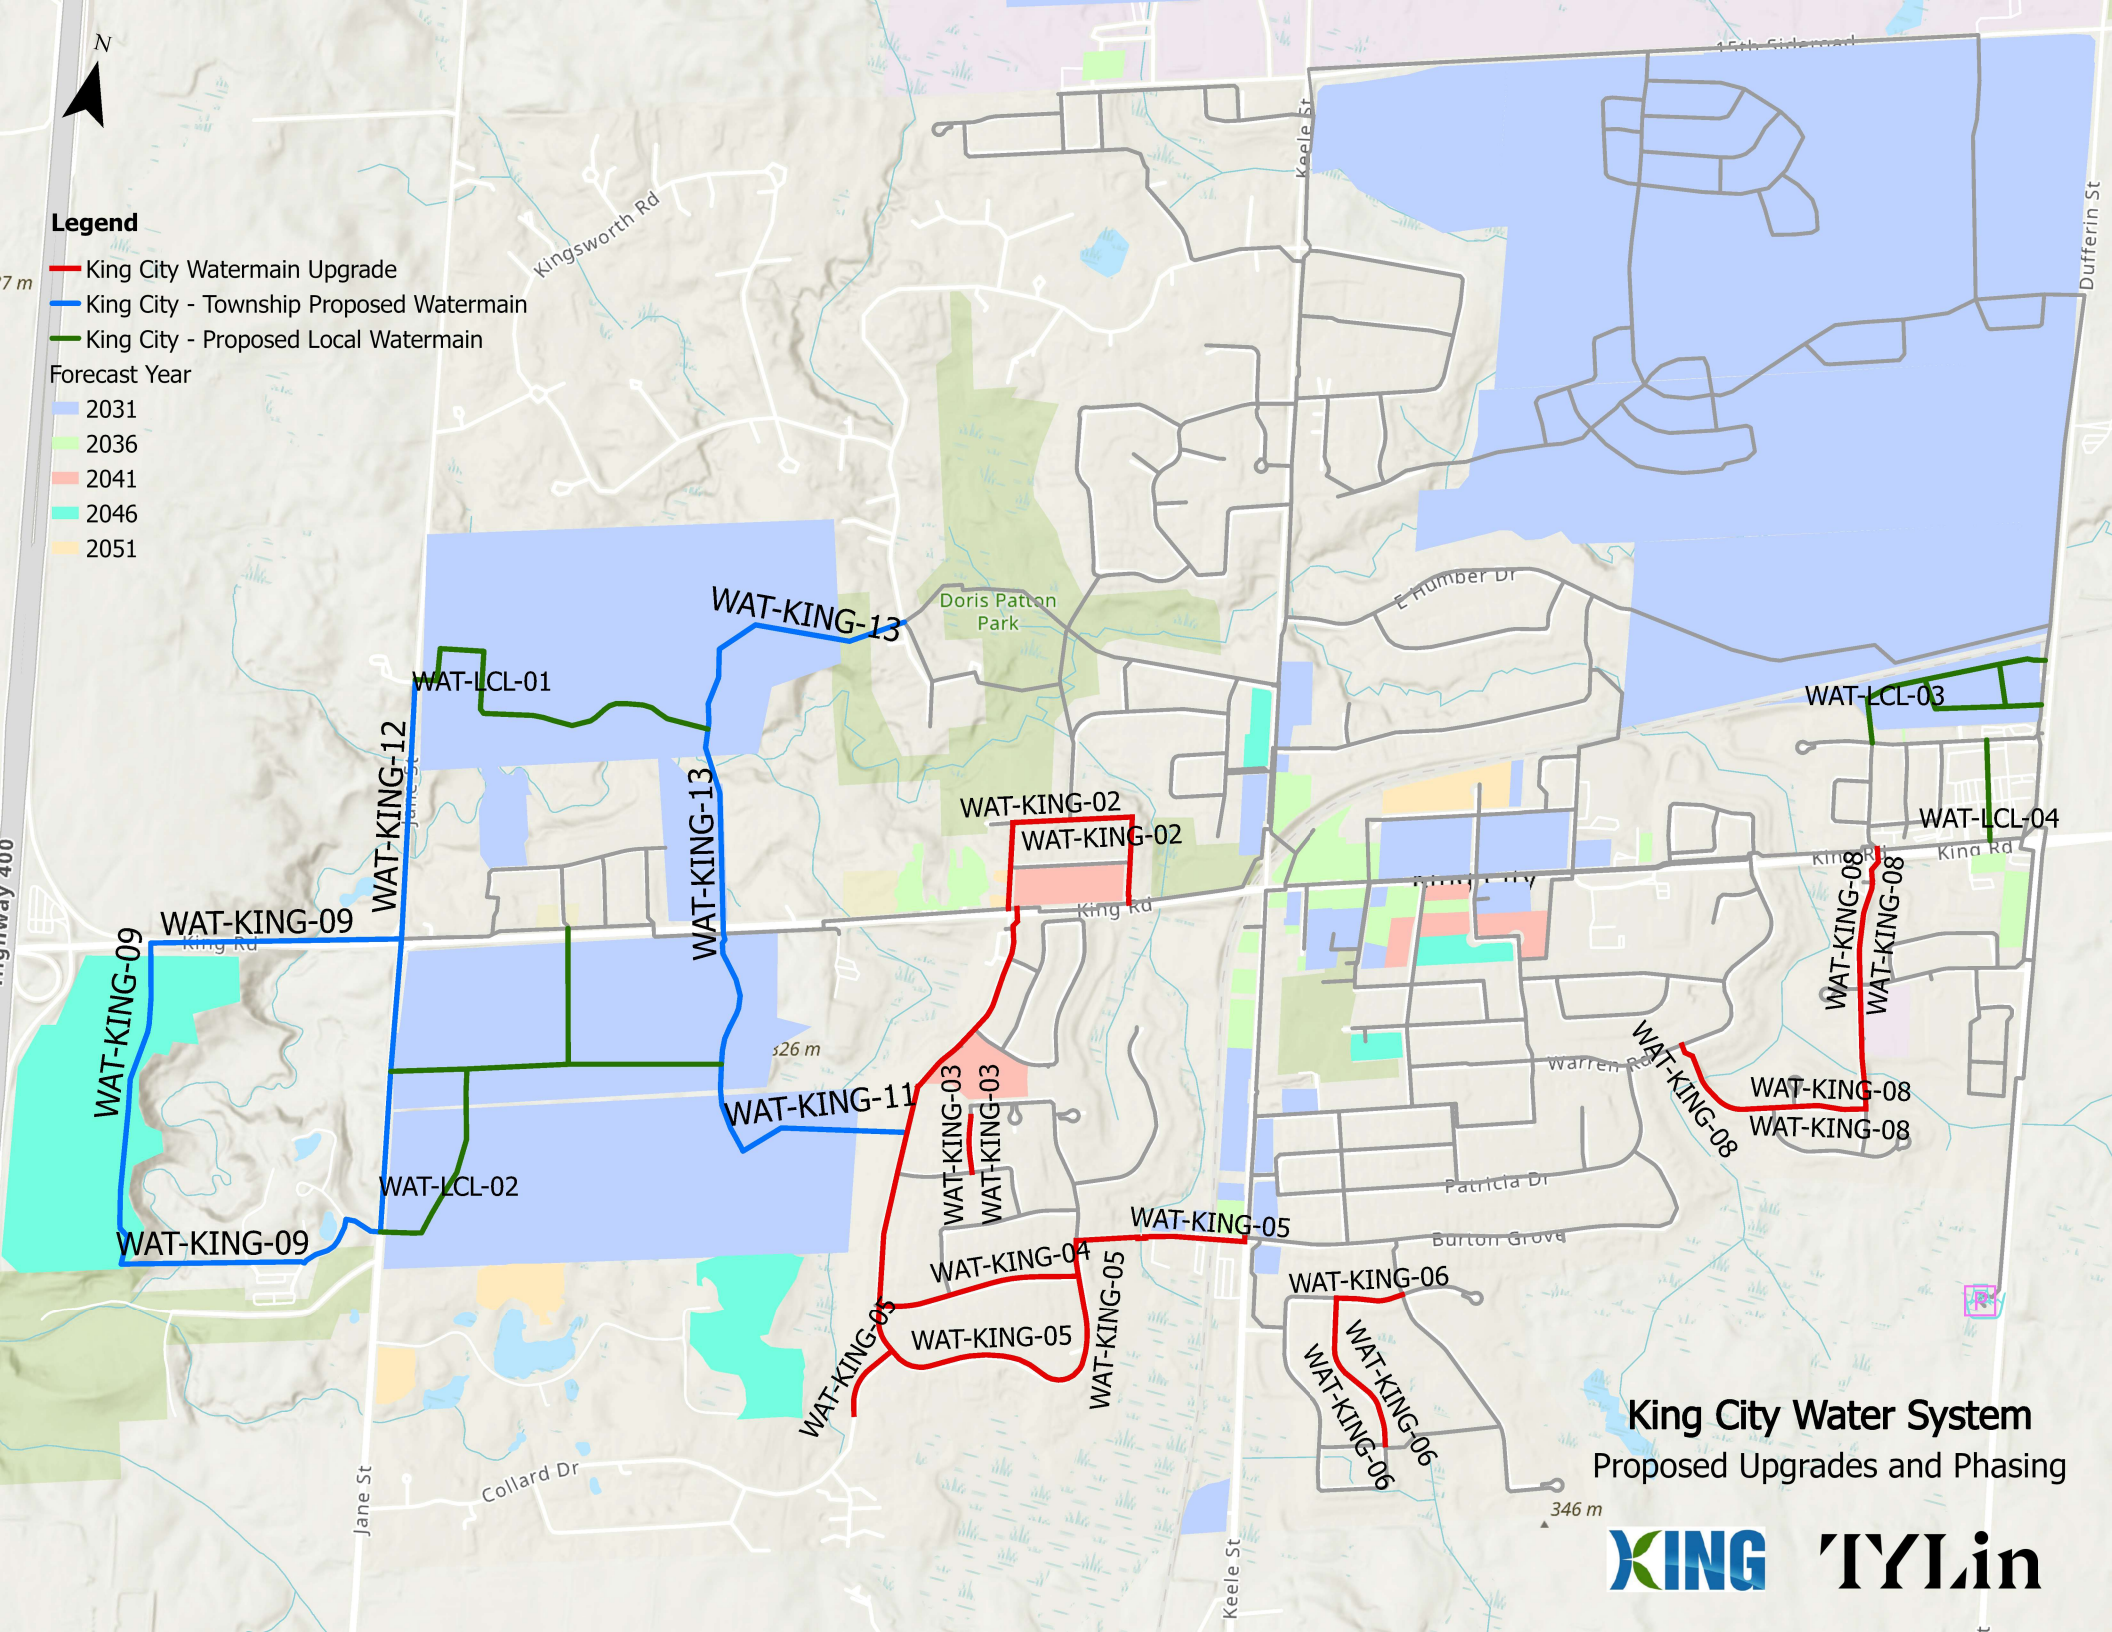 N
15th Sideroad
Keele St
Dufferin St
Kingsworth Rd
Legend
King City Watermain Upgrade
King City - Township Proposed Watermain
King City - Proposed Local Watermain
Forecast Year
2031
2036
2041
2046
2051
7 m
E Humber Dr
Doris Patton
Park
WAT-KING-13
WAT-LCL-01
WAT-LCL-03
WAT-KING-12
Jane St
WAT-KING-13
WAT-KING-02
WAT-KING-02
WAT-LCL-04
King Rd
King Rd
King City
Highway 400
WAT-KING-09
King Rd
King Rd
WAT-KING-08
WAT-KING-08
WAT-KING-09
326 m
WAT-KING-11
WAT-KING-03
WAT-KING-03
Warren Rd
WAT-KING-08
WAT-KING-08
WAT-KING-08
WAT-LCL-02
Patricia Dr
WAT-KING-05
Burton Grove
WAT-KING-09
WAT-KING-04
WAT-KING-05
WAT-KING-06
R
WAT-KING-05
WAT-KING-05
WAT-KING-06
WAT-KING-06
King City Water System
Proposed Upgrades and Phasing
Collard Dr
Jane St
346 m
Keele St
KING
TYLin